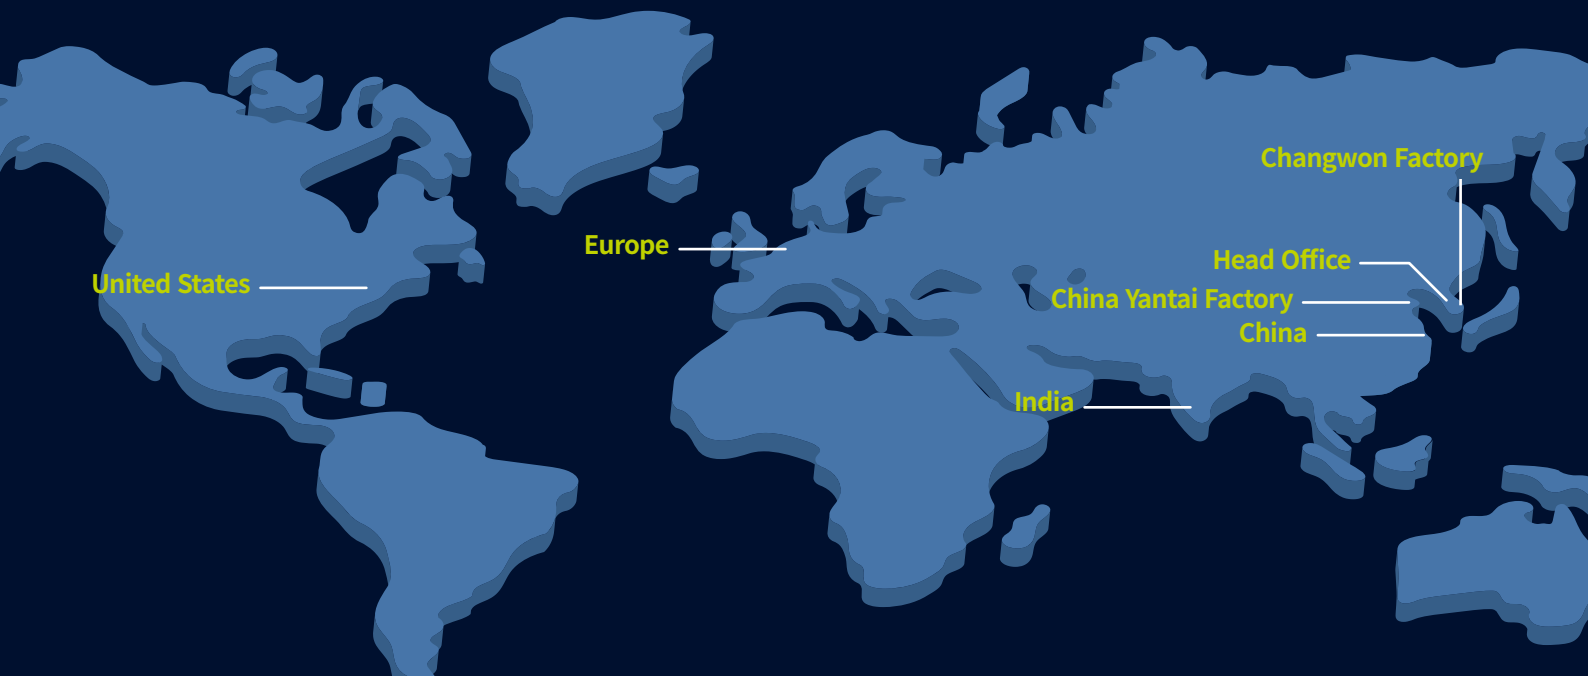 Changwon Factory
Europe
Head Office
United States
China Yantai Factory
China
India